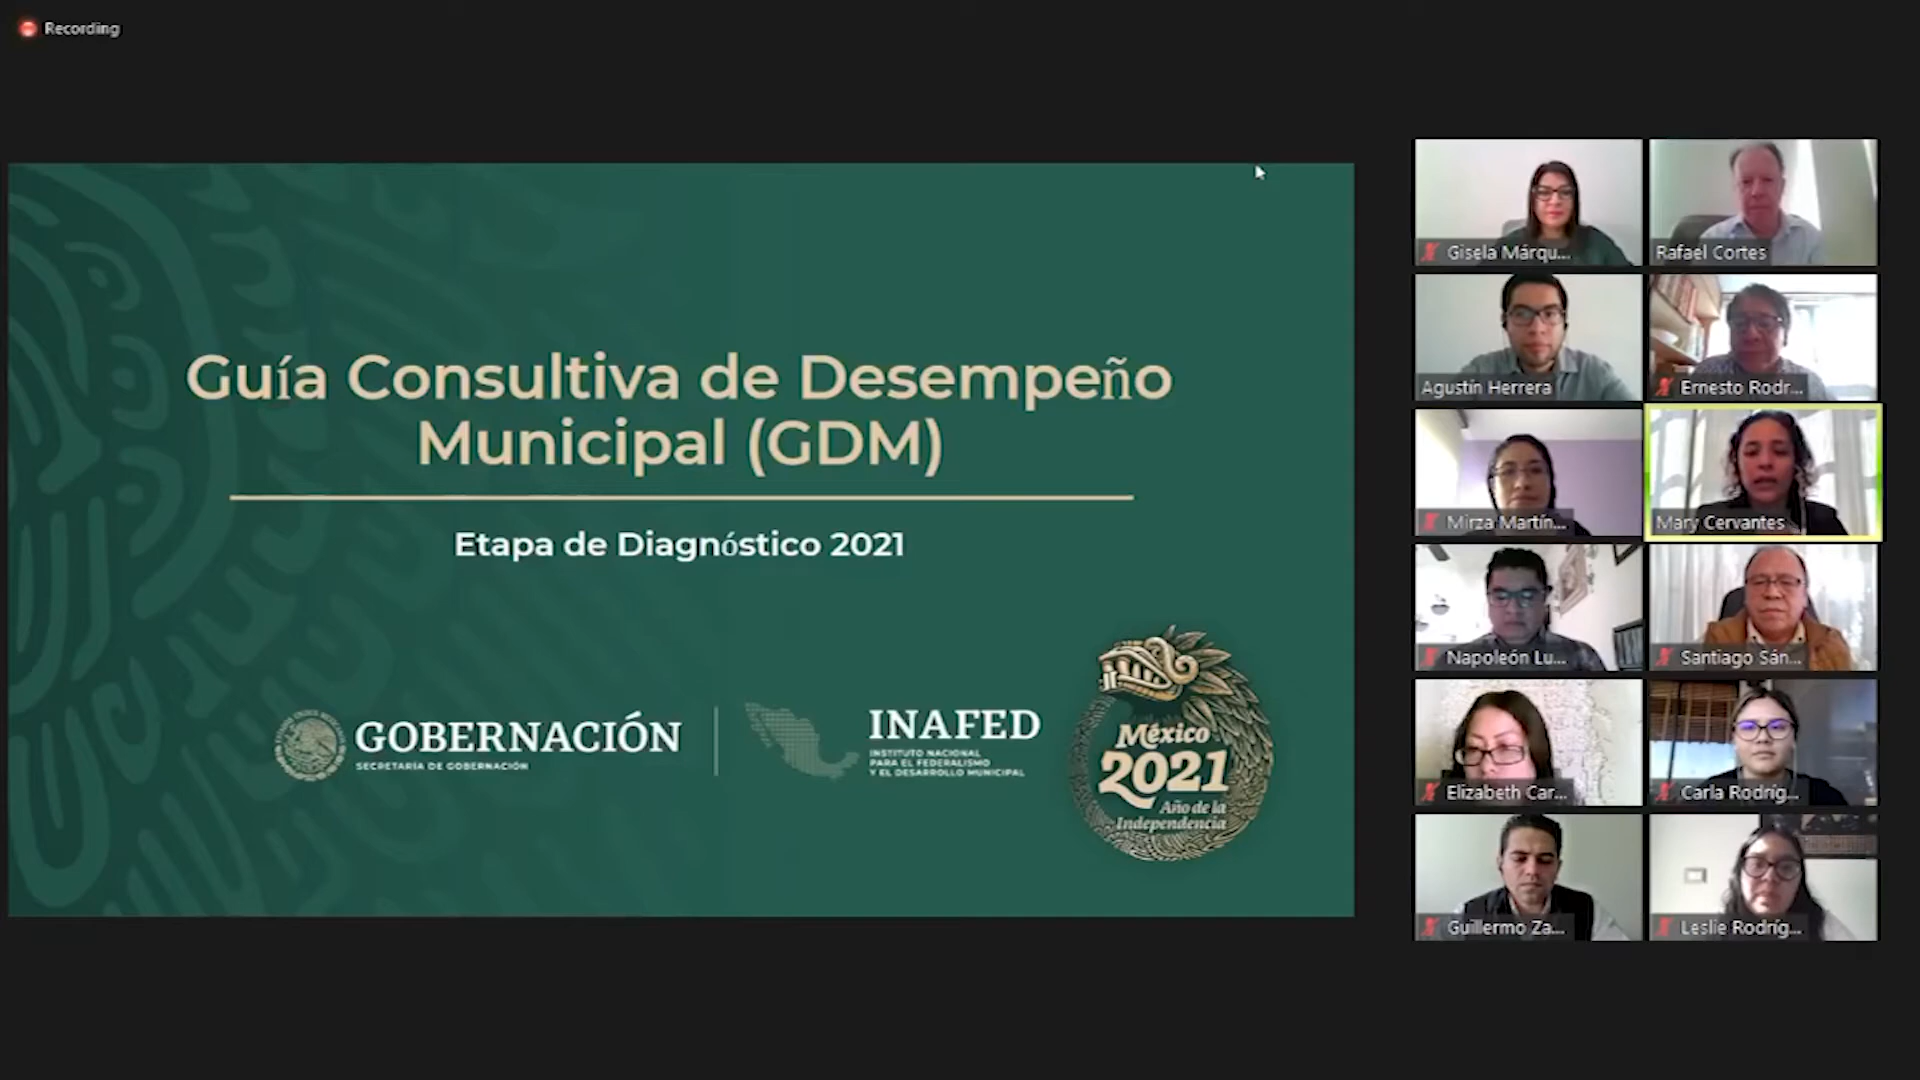 Recording
Guía Consultiva de Desempeño
Municipal (GDM)
Etapa de Diagnóstico 2021
GOBERNACIÓN
SECRETARÍA DE GOBERNACIÓN
INAFED
INSTITUTO NACIONAL
PARA EL FEDERALISMO
Y EL DESARROLLO MUNICIPAL
México
2021
Año de la
Independencia
Gisela Márqu...
Rafael Cortes
Agustín Herrera
Ernesto Rodr...
Mirza Martín...
Mary Cervantes
Napoleón Lu...
Santiago Sán...
Elizabeth Car...
Carla Rodríg...
Guillermo Za...
Leslie Rodríg...